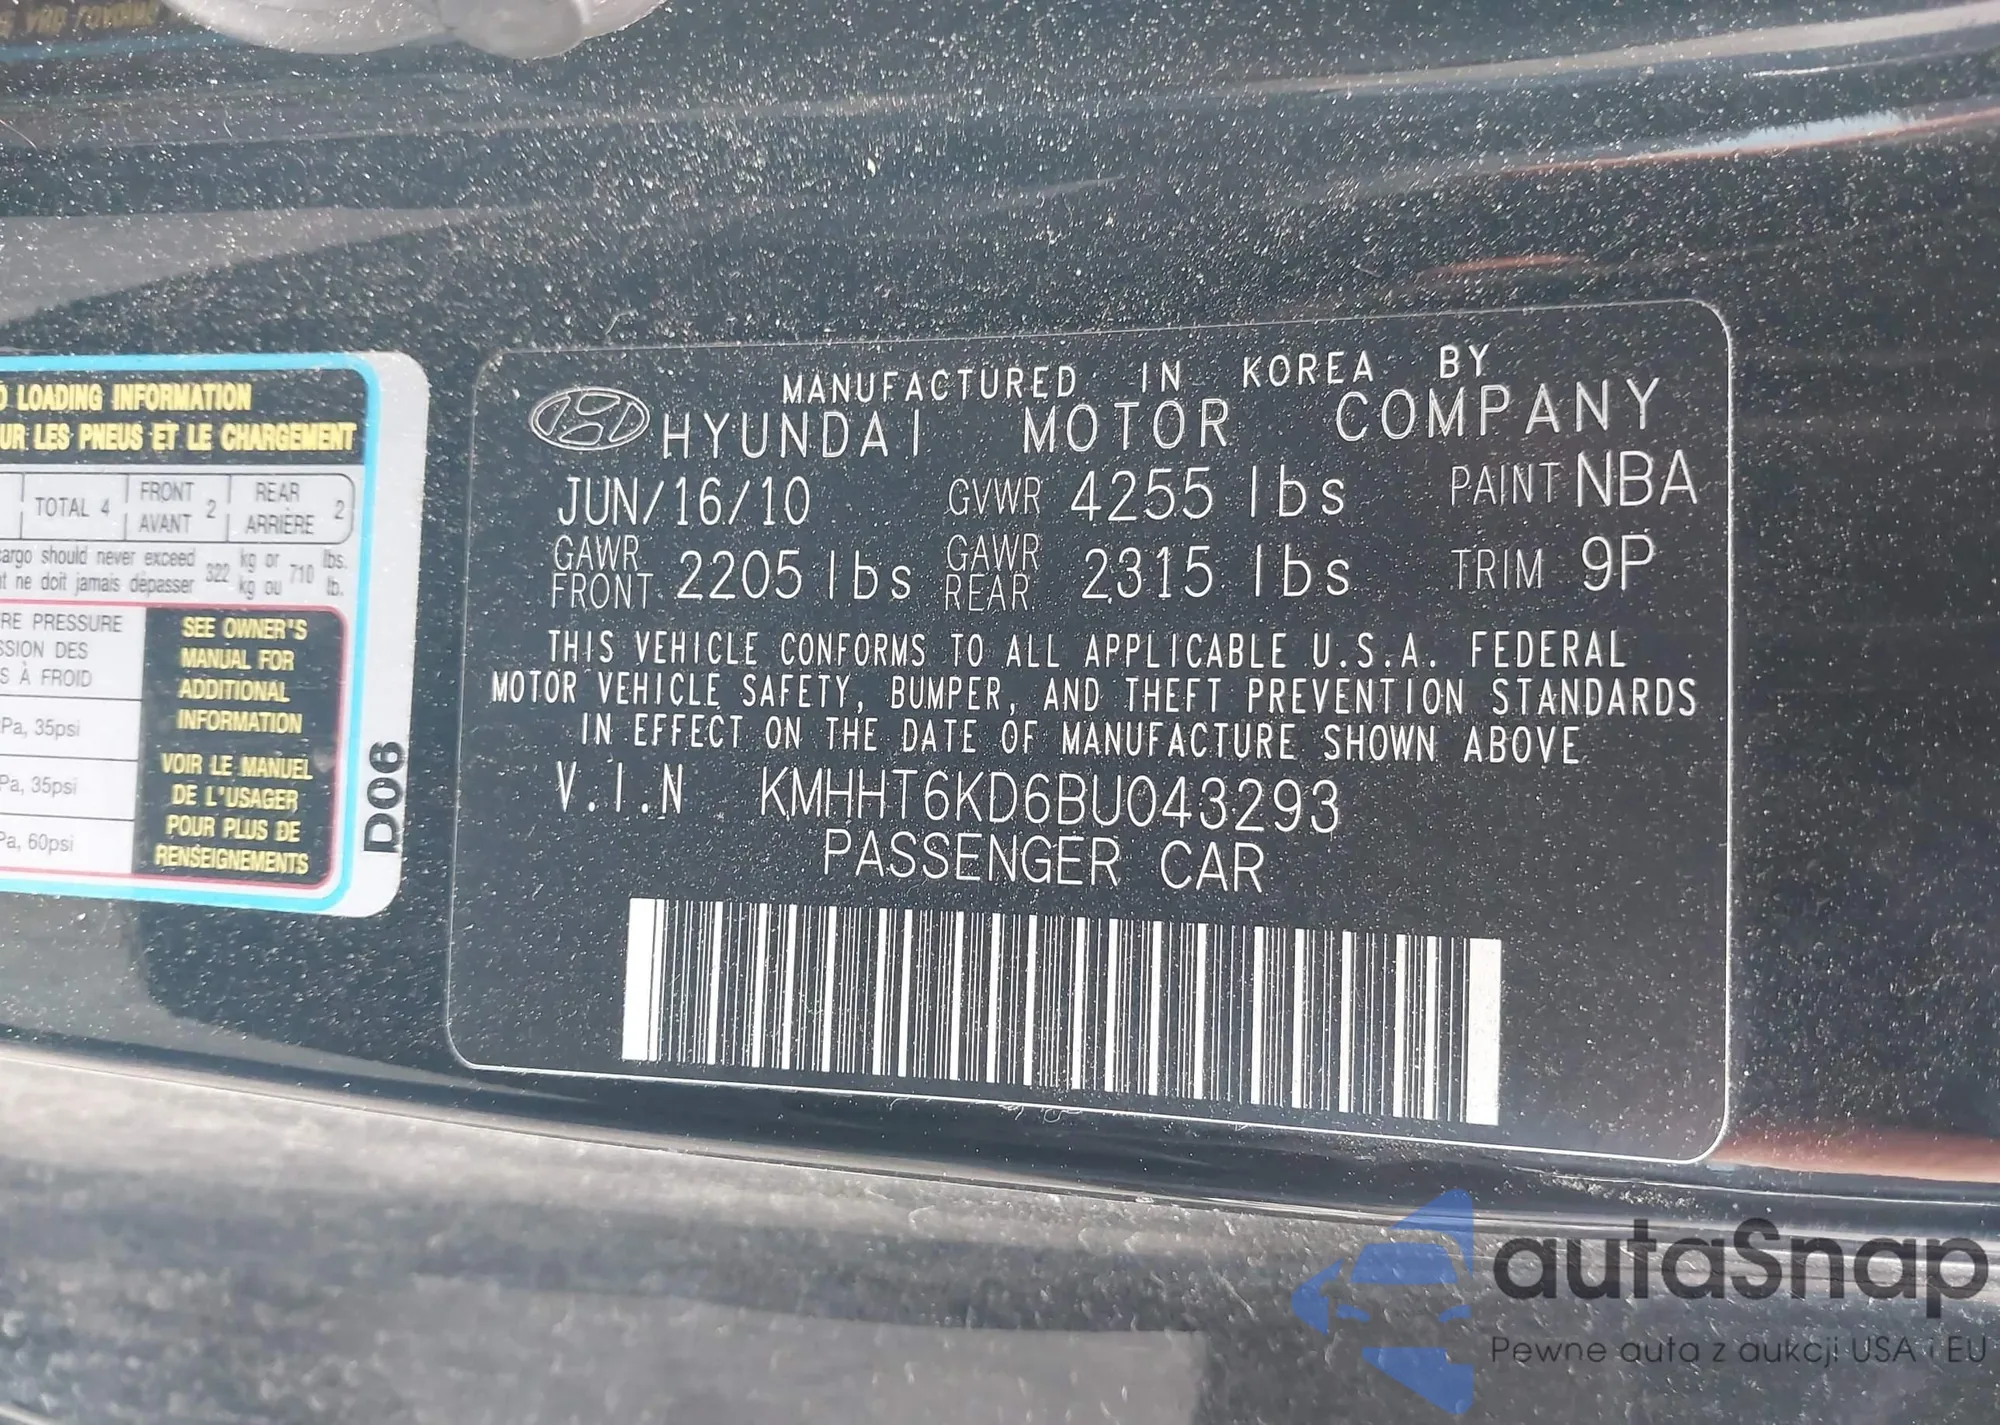 LOADING INFORMATION
UR LES PNEUS ET LE CHARGEMENT
TOTAL 4 FRONT AVANT 2 REAR ARRIÈRE 2
cargo should never exceed 322 kg or 710 lbs.
nt ne doit jamais dépasser kg ou lb.
RE PRESSURE
SSION DES
S À FROID
Pa, 35psi
Pa, 35psi
Pa, 60psi
SEE OWNER'S
MANUAL FOR
ADDITIONAL
INFORMATION
VOIR LE MANUEL
DE L'USAGER
POUR PLUS DE
RENSEIGNEMENTS
D06
MANUFACTURED IN KOREA BY
HYUNDAI MOTOR COMPANY
JUN/16/10 GVWR 4255 lbs PAINT NBA
GAWR FRONT 2205 lbs GAWR REAR 2315 lbs TRIM 9P
THIS VEHICLE CONFORMS TO ALL APPLICABLE U.S.A. FEDERAL
MOTOR VEHICLE SAFETY, BUMPER, AND THEFT PREVENTION STANDARDS
IN EFFECT ON THE DATE OF MANUFACTURE SHOWN ABOVE
V.I.N KMHHT6KD6BU043293
PASSENGER CAR
autaSnap
Pewne auta z aukcji USA i EU